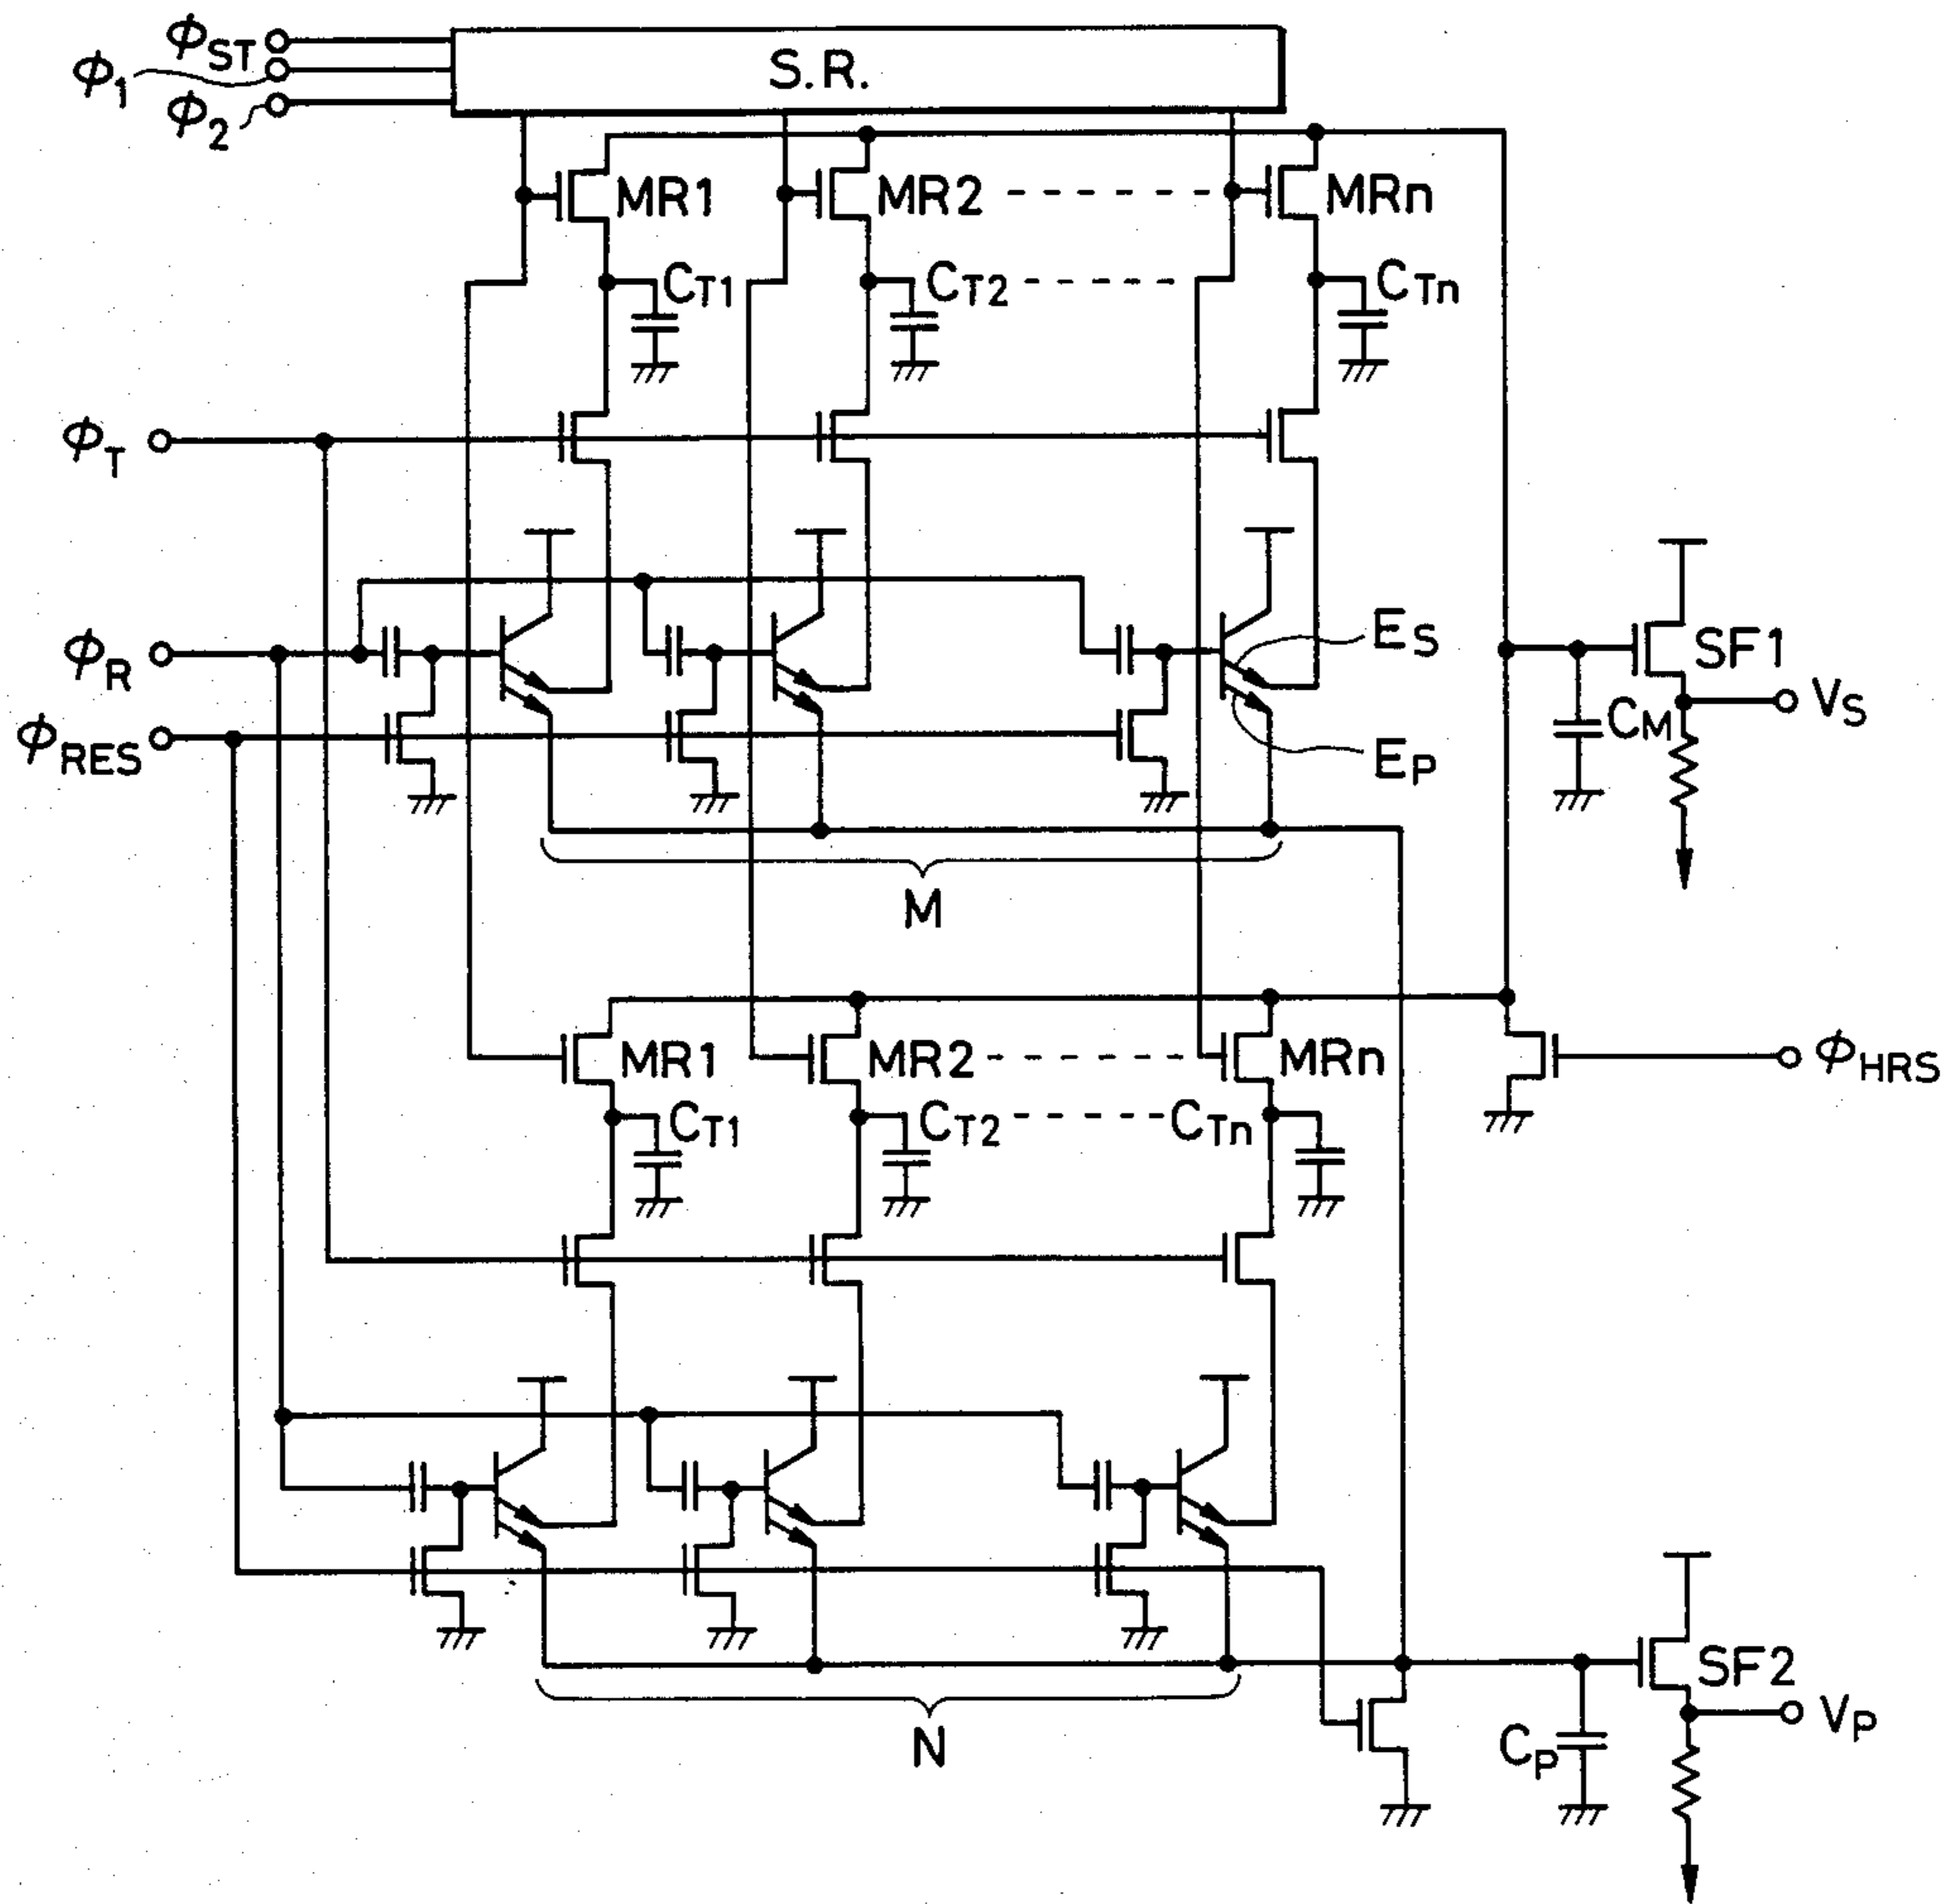 ϕST
S.R.
ϕ1
ϕ2
MR1 MR2 MRn
CT1 CT2 CTn
ϕT
ϕR
ES
SF1
VS
CM
ϕRES
EP
M
MR1 MR2 MRn
ϕHRS
CT1 CT2 CTn
SF2
VP
CP
N